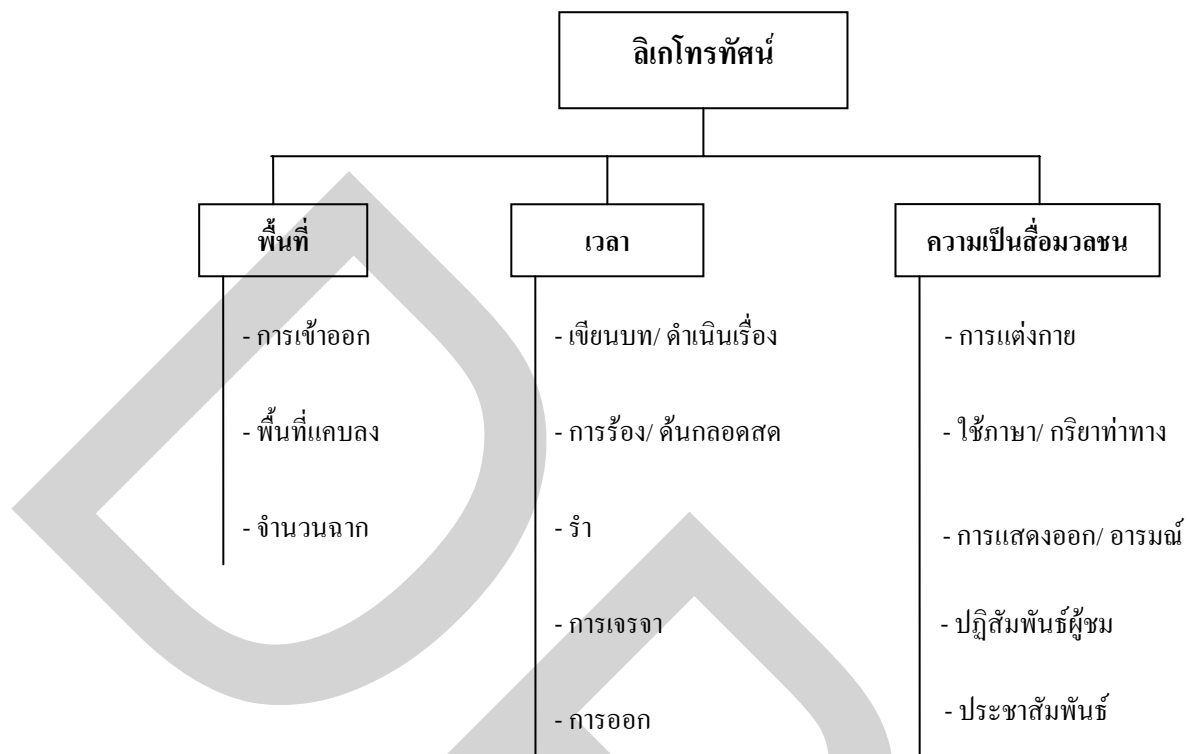 ลิเกโทรทัศน์
พื้นที่
- การเข้าออก
- พื้นที่แคบลง
- จำนวนฉาก
เวลา
- เขียนบท/ ดำเนินเรื่อง
- การร้อง/ ด้นกลอดสด
- รำ
- การเจรจา
- การออก
ความเป็นสื่อมวลชน
- การแต่งกาย
- ใช้ภาษา/ กริยาท่าทาง
- การแสดงออก/ อารมณ์
- ปฏิสัมพันธ์ผู้ชม
- ประชาสัมพันธ์